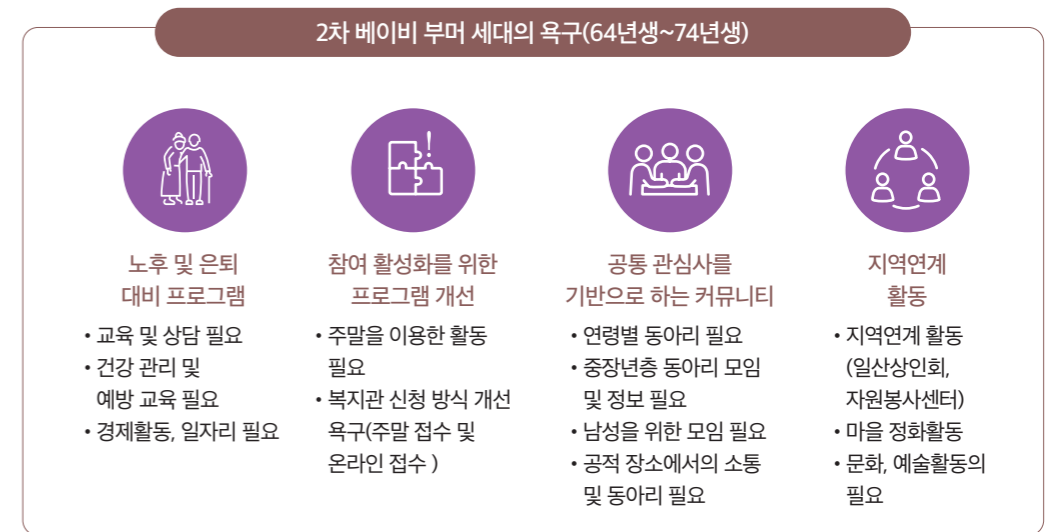 2차 베이비 부머 세대의 욕구(64년생~74년생)
노후 및 은퇴
대비 프로그램
• 교육 및 상담 필요
• 건강 관리 및
예방 교육 필요
• 경제활동, 일자리 필요
참여 활성화를 위한
프로그램 개선
• 주말을 이용한 활동
필요
• 복지관 신청 방식 개선
욕구(주말 접수 및
온라인 접수 )
공통 관심사를
기반으로 하는 커뮤니티
• 연령별 동아리 필요
• 중장년층 동아리 모임
및 정보 필요
• 남성을 위한 모임 필요
• 공적 장소에서의 소통
및 동아리 필요
지역연계
활동
• 지역연계 활동
(일산상인회,
자원봉사센터)
• 마을 정화활동
• 문화, 예술활동의
필요